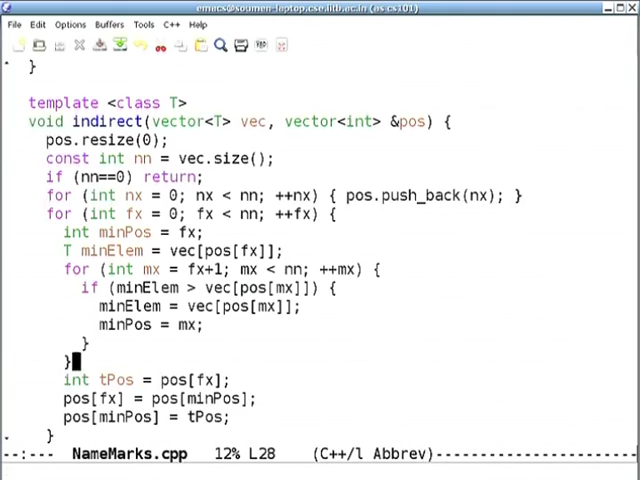 emacs@soumen-laptop.cse.iitb.ac.in (as cs101)
File Edit Options Buffers Tools C++ Help
}
template <class T>
void indirect(vector<T> vec, vector<int> &pos) {
pos.resize(0);
const int nn = vec.size();
if (nn==0) return;
for (int nx = 0; nx < nn; ++nx) { pos.push_back(nx); }
for (int fx = 0; fx < nn; ++fx) {
int minPos = fx;
T minElem = vec[pos[fx]];
for (int mx = fx+1; mx < nn; ++mx) {
if (minElem > vec[pos[mx]]) {
minElem = vec[pos[mx]];
minPos = mx;
}
}
int tPos = pos[fx];
pos[fx] = pos[minPos];
pos[minPos] = tPos;
}
--:--- NameMarks.cpp 12% L28 (C++/l Abbrev)-----------------------